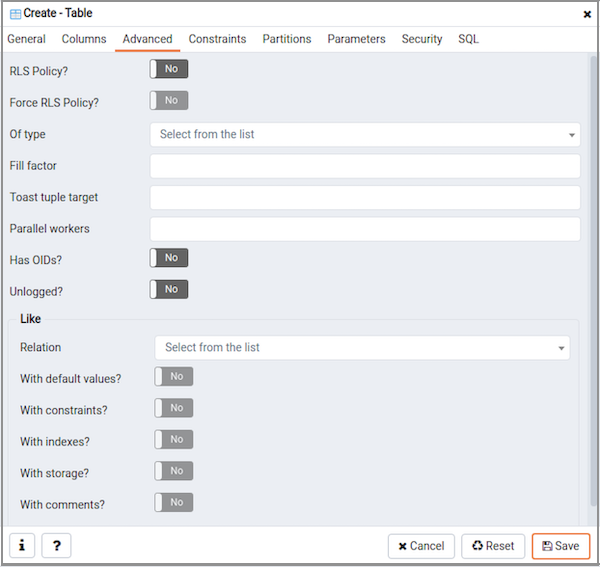 Create - Table
General Columns Advanced Constraints Partitions Parameters Security SQL
RLS Policy? No
Force RLS Policy? No
Of type Select from the list
Fill factor
Toast tuple target
Parallel workers
Has OIDs? No
Unlogged? No
Like
Relation Select from the list
With default values? No
With constraints? No
With indexes? No
With storage? No
With comments? No
i ? Cancel Reset Save